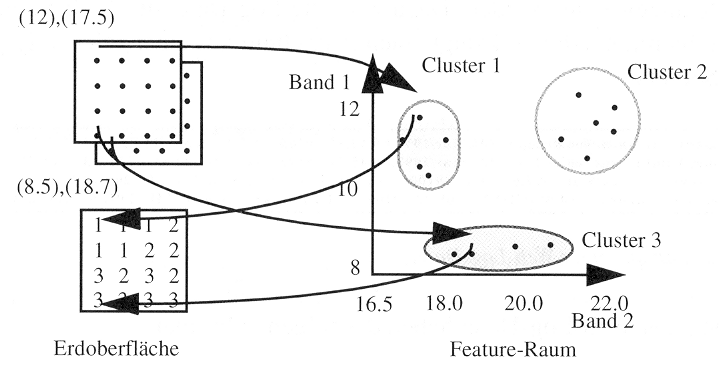 (12),(17.5)
Band 1
Cluster 1
Cluster 2
12
(8.5),(18.7)
10
1 1 1 2
1 1 2 2
3 2 3 2
3 2 3 3
Cluster 3
8
16.5 18.0 20.0 22.0
Band 2
Erdoberfläche
Feature-Raum